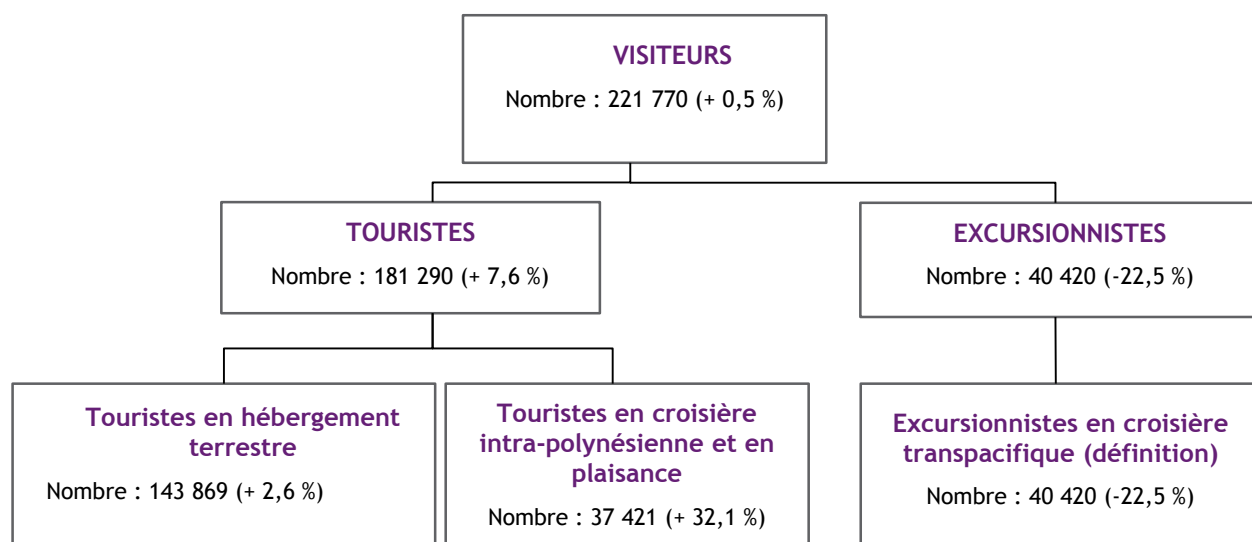 VISITEURS
Nombre : 221 770 (+ 0,5 %)
TOURISTES
Nombre : 181 290 (+ 7,6 %)
EXCURSIONNISTES
Nombre : 40 420 (-22,5 %)
Touristes en hébergement
terrestre
Nombre : 143 869 (+ 2,6 %)
Touristes en croisière
intra-polynésienne et en
plaisance
Nombre : 37 421 (+ 32,1 %)
Excursionnistes en croisière
transpacifique (définition)
Nombre : 40 420 (-22,5 %)